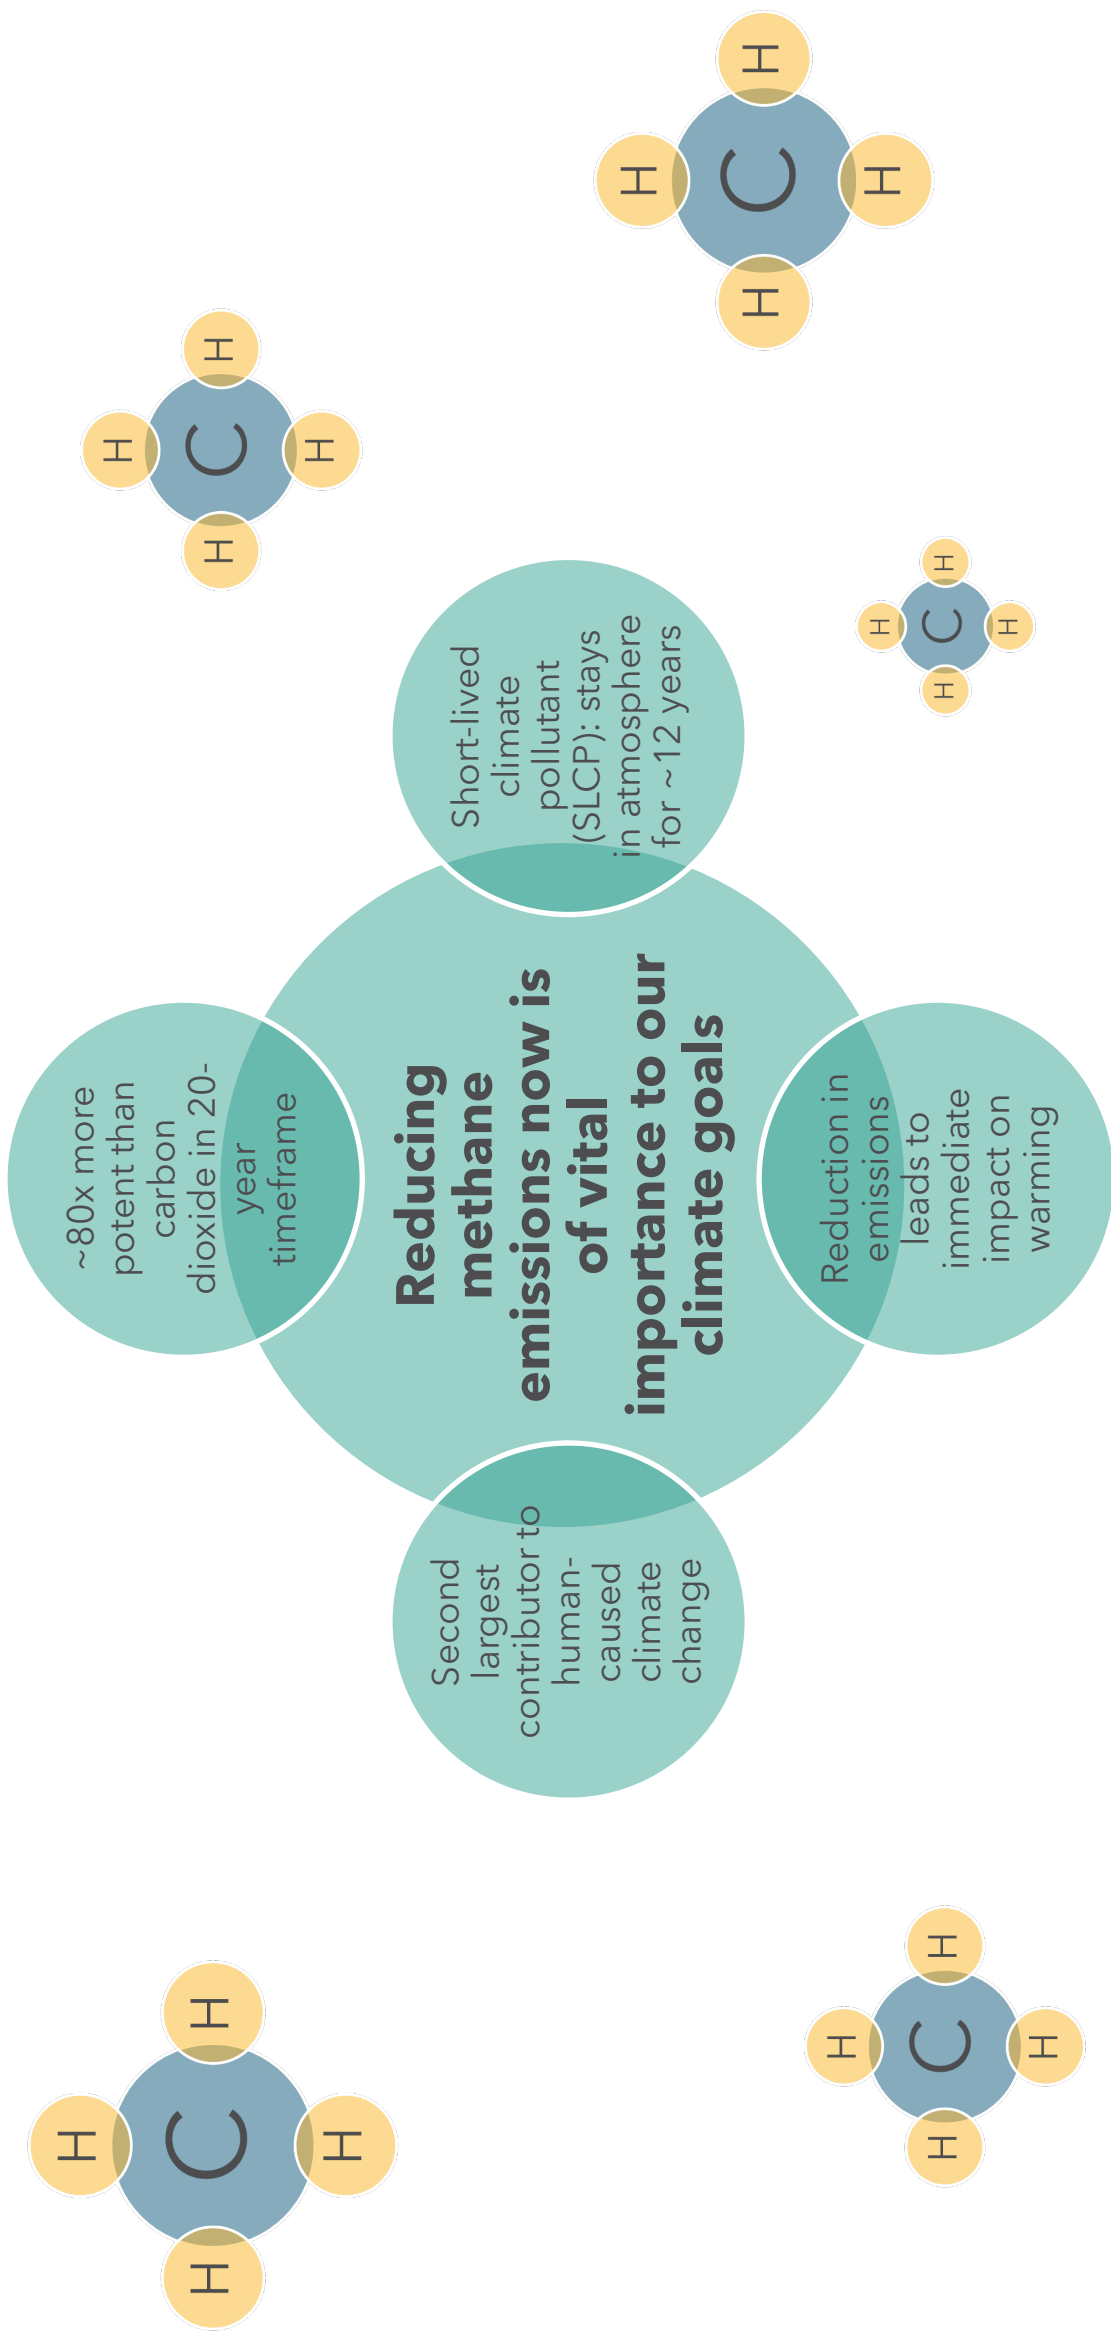 H
H C H
H
~80x more
potent than
carbon
dioxide in 20-
year
timeframe
H
H C H
H
Second
largest
contributor to
human-
caused
climate
change
Reducing
methane
emissions now is
of vital
importance to our
climate goals
Short-lived
climate
pollutant
(SLCP): stays
in atmosphere
for ~12 years
H
H C H
H
H
H C H
H
Reduction in
emissions
leads to
immediate
impact on
warming
H
H C H
H